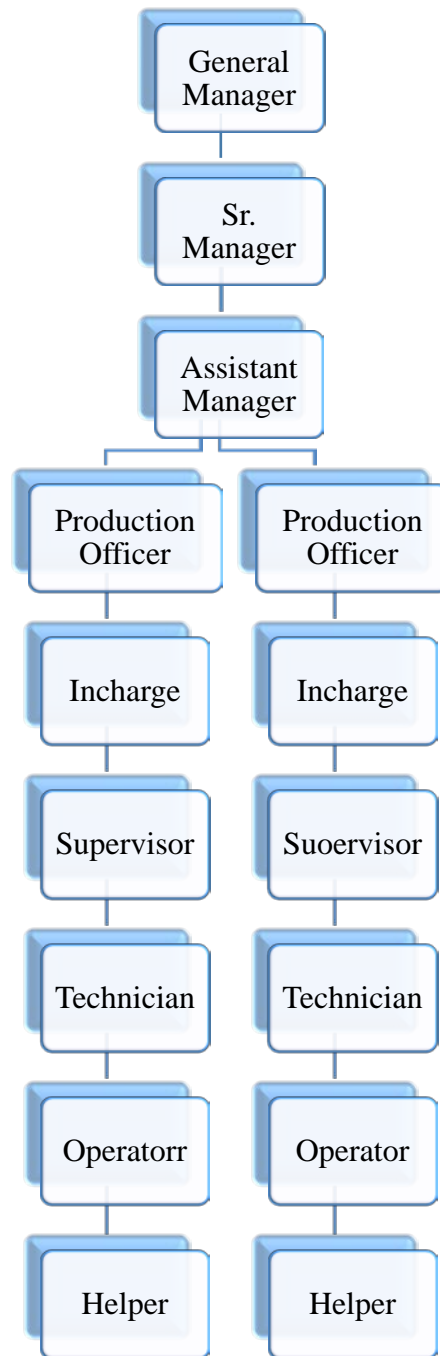 General
Manager
Sr.
Manager
Assistant
Manager
Production
Officer
Production
Officer
Incharge
Incharge
Supervisor
Suoervisor
Technician
Technician
Operatorr
Operator
Helper
Helper